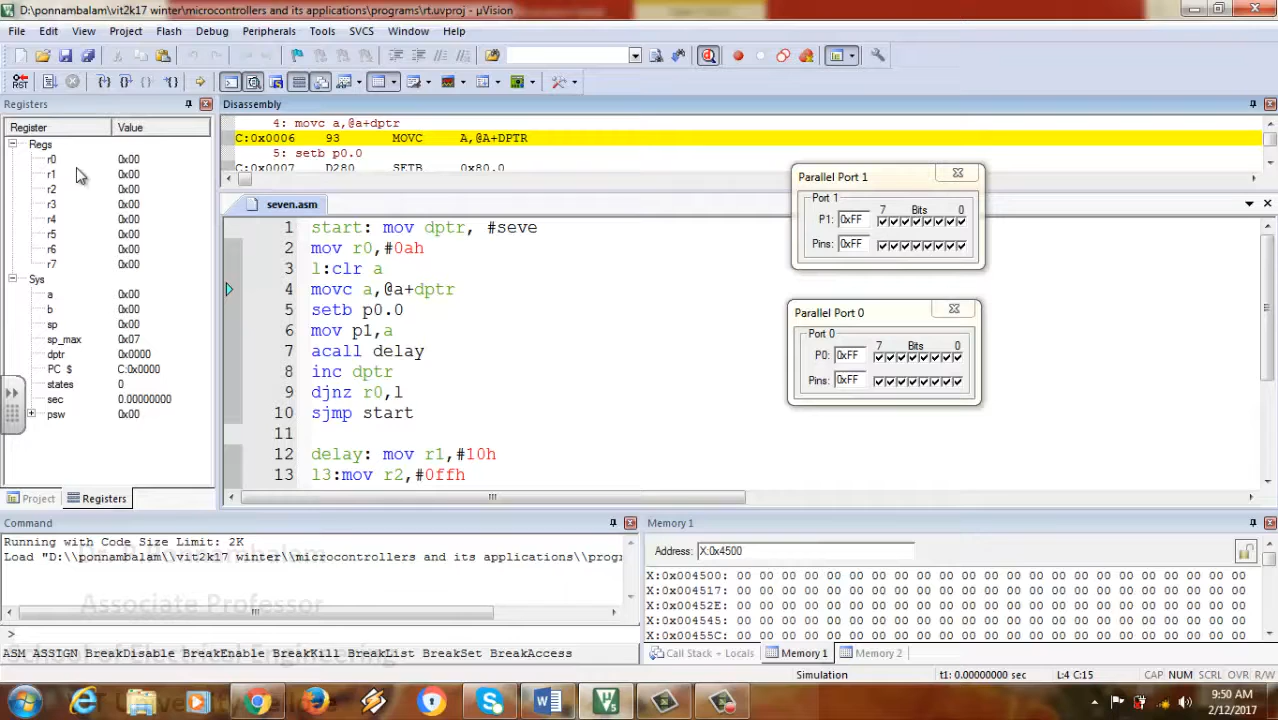 D:\ponnambalam\vit2k17 winter\microcontrollers and its applications\programs\rt.uvproj - µVision
File Edit View Project Flash Debug Peripherals Tools SVCS Window Help
Registers
Register Value
Regs
r0 0x00
r1 0x00
r2 0x00
r3 0x00
r4 0x00
r5 0x00
r6 0x00
r7 0x00
Sys
a 0x00
b 0x00
sp 0x00
sp_max 0x07
dptr 0x0000
PC $ C:0x0000
states 0
sec 0.00000000
psw 0x00
Project Registers
Disassembly
4: movc a,@a+dptr
C:0x0006 93 MOVC A,@A+DPTR
5: setb p0.0
C:0x0007 D280 SETB 0x80.0
seven.asm
1 start: mov dptr, #seve
2 mov r0,#0ah
3 l:clr a
4 movc a,@a+dptr
5 setb p0.0
6 mov p1,a
7 acall delay
8 inc dptr
9 djnz r0,l
10 sjmp start
11
12 delay: mov r1,#10h
13 l3:mov r2,#0ffh
Parallel Port 1
Port 1
7 Bits 0
P1: 0xFF
Pins: 0xFF
Parallel Port 0
Port 0
7 Bits 0
P0: 0xFF
Pins: 0xFF
Command
Running with Code Size Limit: 2K
Load "D:\\ponnambalam\\vit2k17 winter\\microcontrollers and its applications\\progr
Associate Professor
>
ASM ASSIGN BreakDisable BreakEnable BreakKill BreakList BreakSet BreakAccess
School of Electrical Engineering
Memory 1
Address: X:0x4500
X:0x004500: 00 00 00 00 00 00 00 00 00 00 00 00 00 00 00 00 00 00 00 00 00 00 00
X:0x004517: 00 00 00 00 00 00 00 00 00 00 00 00 00 00 00 00 00 00 00 00 00 00 00
X:0x00452E: 00 00 00 00 00 00 00 00 00 00 00 00 00 00 00 00 00 00 00 00 00 00 00
X:0x004545: 00 00 00 00 00 00 00 00 00 00 00 00 00 00 00 00 00 00 00 00 00 00 00
X:0x00455C: 00 00 00 00 00 00 00 00 00 00 00 00 00 00 00 00 00 00 00 00 00 00 00
Call Stack + Locals Memory 1 Memory 2
Simulation t1: 0.00000000 sec L:4 C:15 CAP NUM SCRL OVR R/W
9:50 AM
2/12/2017